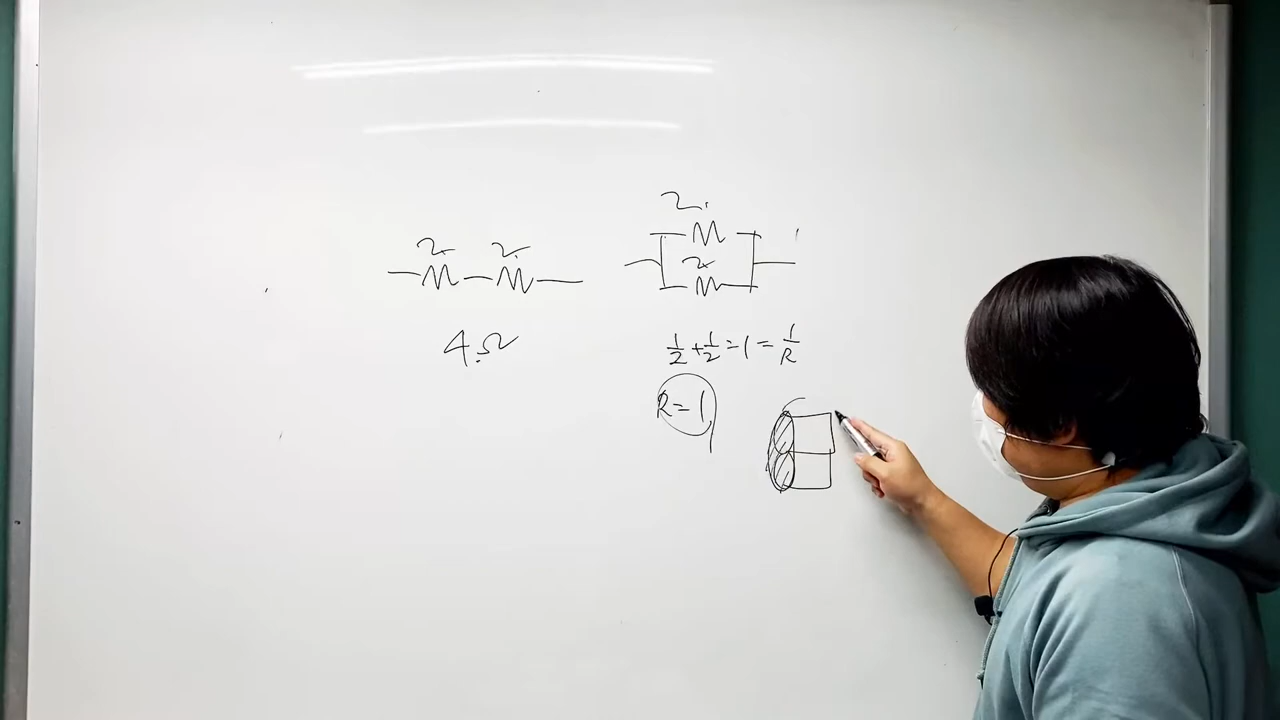 2 2
4Ω
2
2
1/2 + 1/2 = 1 = 1/R
R = 1